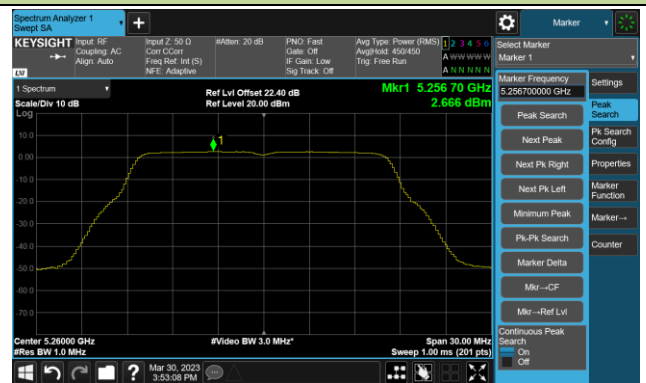 Spectrum Analyzer 1
Swept SA
+
Marker
KEYSIGHT
Input: RF
Coupling: AC
Align: Auto
Input Z: 50 Ω
Corr CCorr
Freq Ref: Int (S)
NFE: Adaptive
#Atten: 20 dB
PNO: Fast
Gate: Off
IF Gain: Low
Sig Track: Off
Avg Type: Power (RMS)
Avg|Hold: 450/450
Trig: Free Run
1 2 3 4 5 6
A W W W W W
A N N N N N
LXI
Select Marker
Marker 1
1 Spectrum
Scale/Div 10 dB
Log
Ref Lvl Offset 22.40 dB
Ref Level 20.00 dBm
Mkr1 5.256 70 GHz
2.666 dBm
10.0
0.00
-10.0
-20.0
-30.0
-40.0
-50.0
-60.0
-70.0
1
Center 5.26000 GHz
#Res BW 1.0 MHz
#Video BW 3.0 MHz*
Span 30.00 MHz
Sweep 1.00 ms (201 pts)
Marker Frequency
5.256700000 GHz
Peak Search
Next Peak
Next Pk Right
Next Pk Left
Minimum Peak
Pk-Pk Search
Marker Delta
Mkr→CF
Mkr→Ref Lvl
Continuous Peak
Search
On
Off
Settings
Peak
Search
Pk Search
Config
Properties
Marker
Function
Marker→
Counter
?
Mar 30, 2023
3:53:08 PM